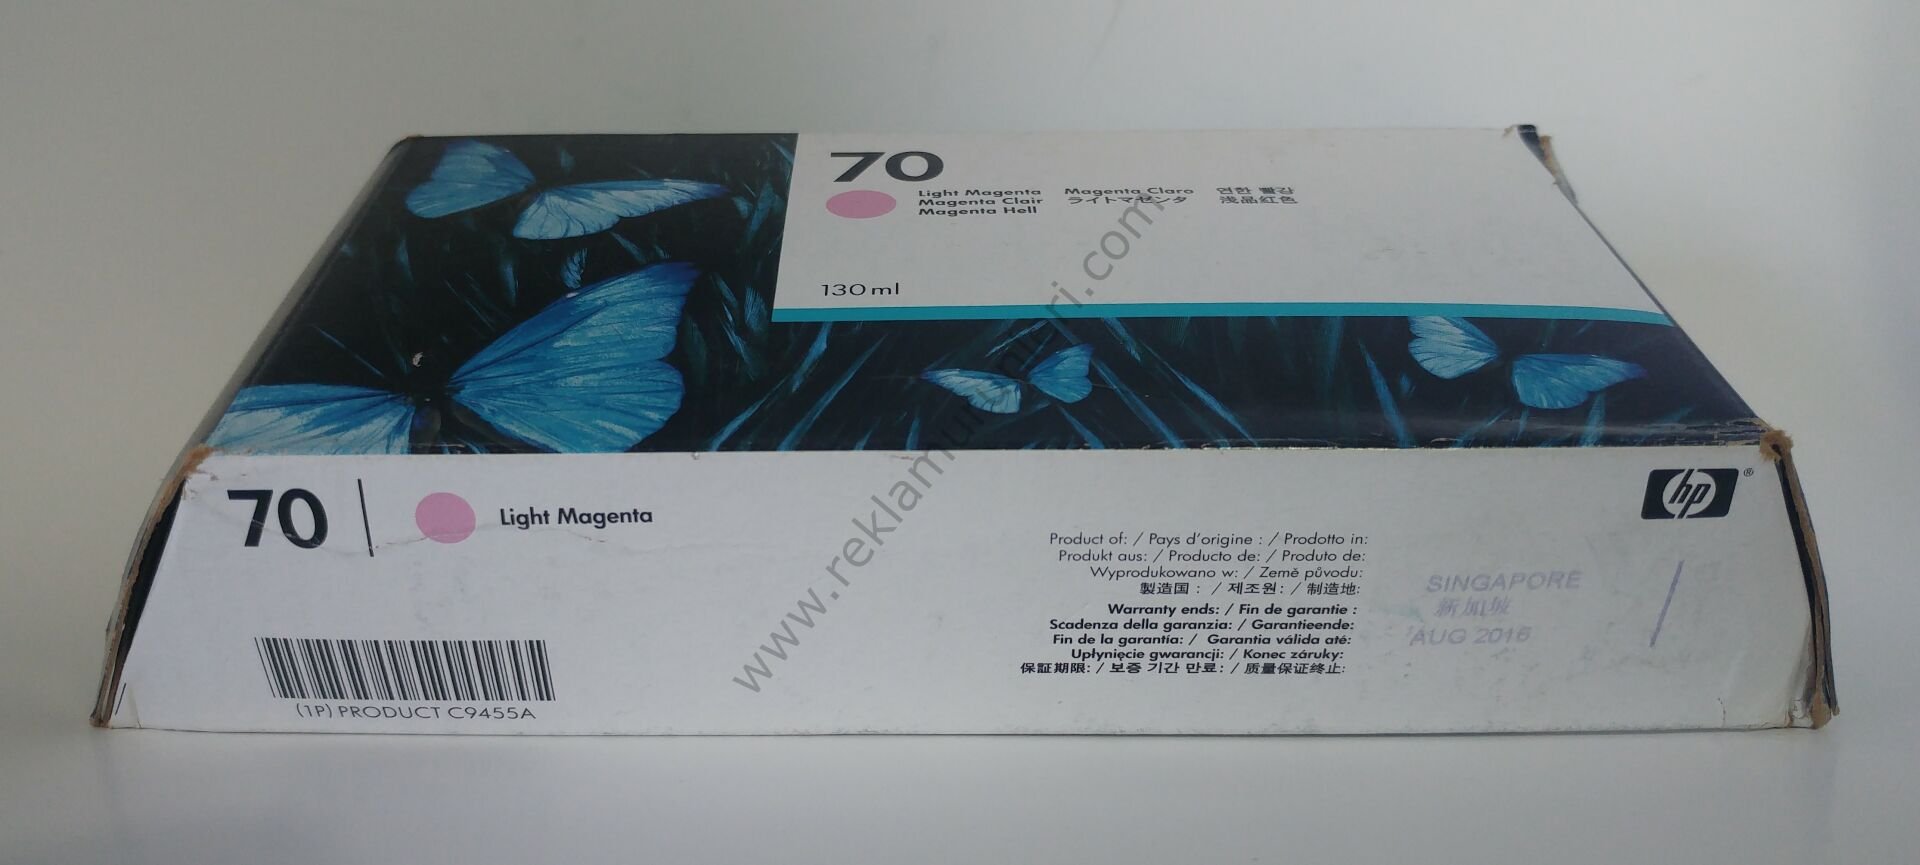 70
Light Magenta Magenta Claro 연한 빨강
Magenta Clair ライトマゼンタ 浅品红色
Magenta Hell
130 ml
70 Light Magenta
hp®
Product of: / Pays d'origine : / Prodotto in:
Produkt aus: / Producto de: / Produto de:
Wyprodukowano w: / Země původu:
製造国 : / 제조원: / 制造地:
Warranty ends: / Fin de garantie :
Scadenza della garanzia: / Garantieende:
Fin de la garantía: / Garantia válida até:
Upłynięcie gwarancji: / Konec záruky:
保証期限: / 보증 기간 만료: / 质量保证终止:
SINGAPORE
新加坡
AUG 2016
(1P) PRODUCT C9455A